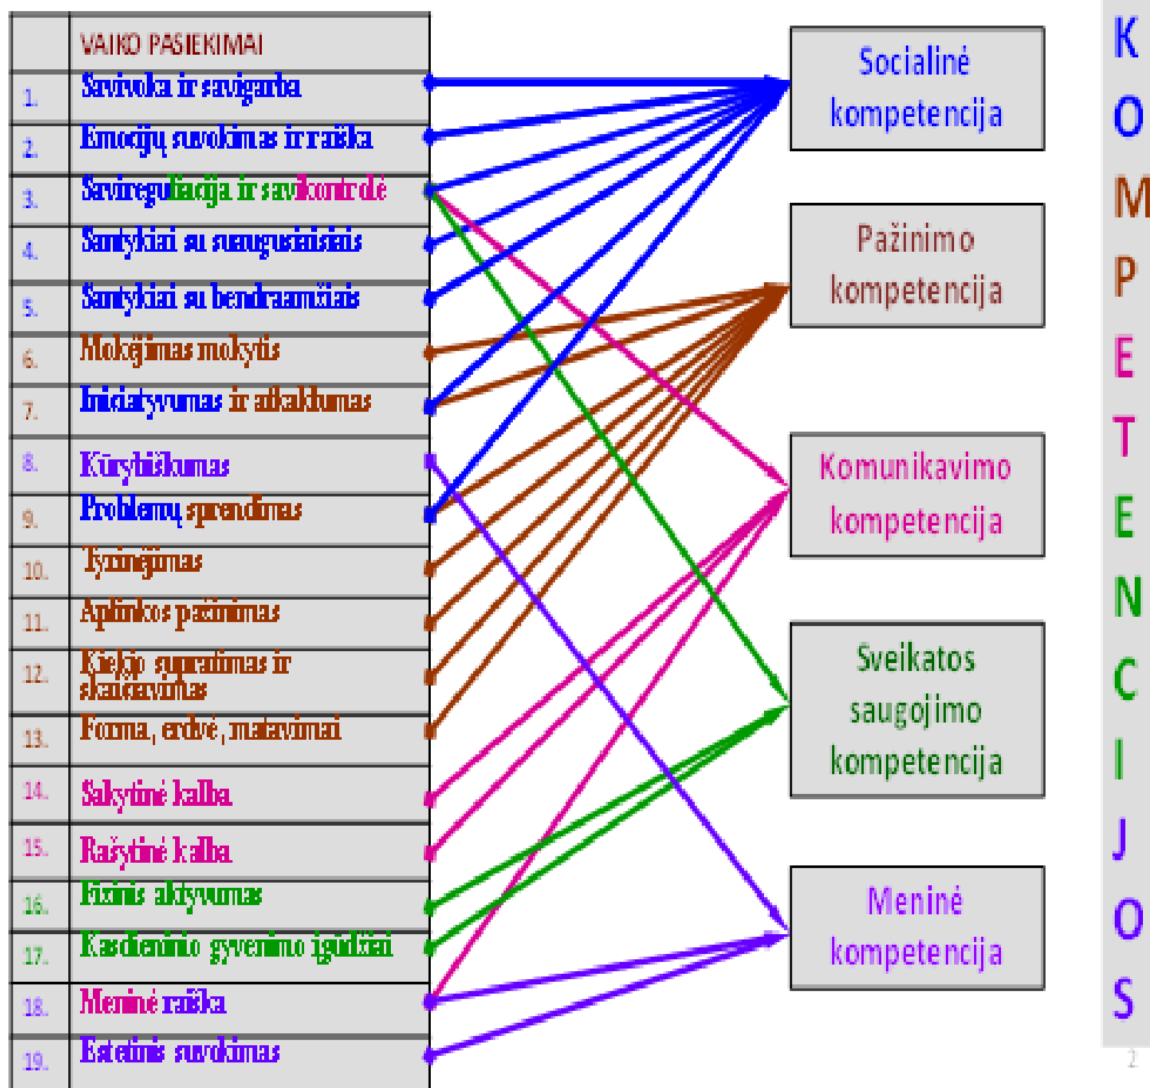 VAIKO PASIEKIMAI
1. Savivoka ir savigarba
2. Emocijų suvokimas ir raiška
3. Savireguliacija ir savikontrolė
4. Santykiai su suaugusiaisiais
5. Santykiai su bendraamžiais
6. Mokėjimas mokytis
7. Iniciatyvumas ir atkaklumas
8. Kūrybiškumas
9. Problemų sprendimas
10. Tyrinėjimas
11. Aplinkos pažinimas
12. Kiekio supratimas ir
skaičiavimas
13. Forma, erdvė, matavimai
14. Sakytinė kalba
15. Rašytinė kalba
16. Fizinis aktyvumas
17. Kasdieninio gyvenimo įgūdžiai
18. Meninė raiška
19. Estetinis suvokimas
Socialinė
kompetencija
Pažinimo
kompetencija
Komunikavimo
kompetencija
Sveikatos
saugojimo
kompetencija
Meninė
kompetencija
K
O
M
P
E
T
E
N
C
I
J
O
S
2